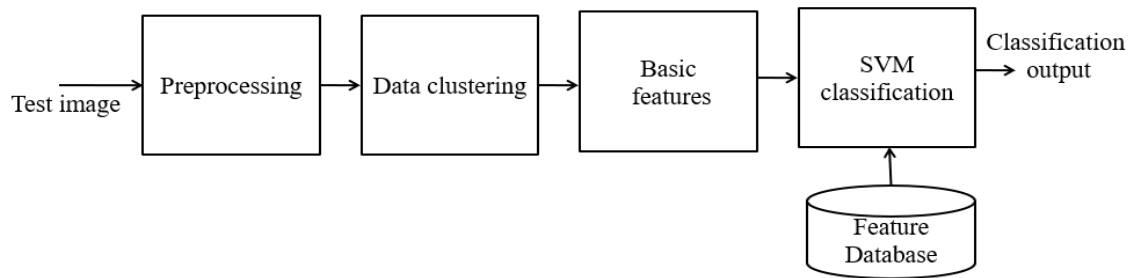 Test image
Preprocessing
Data clustering
Basic
features
SVM
classification
Classification
output
Feature
Database